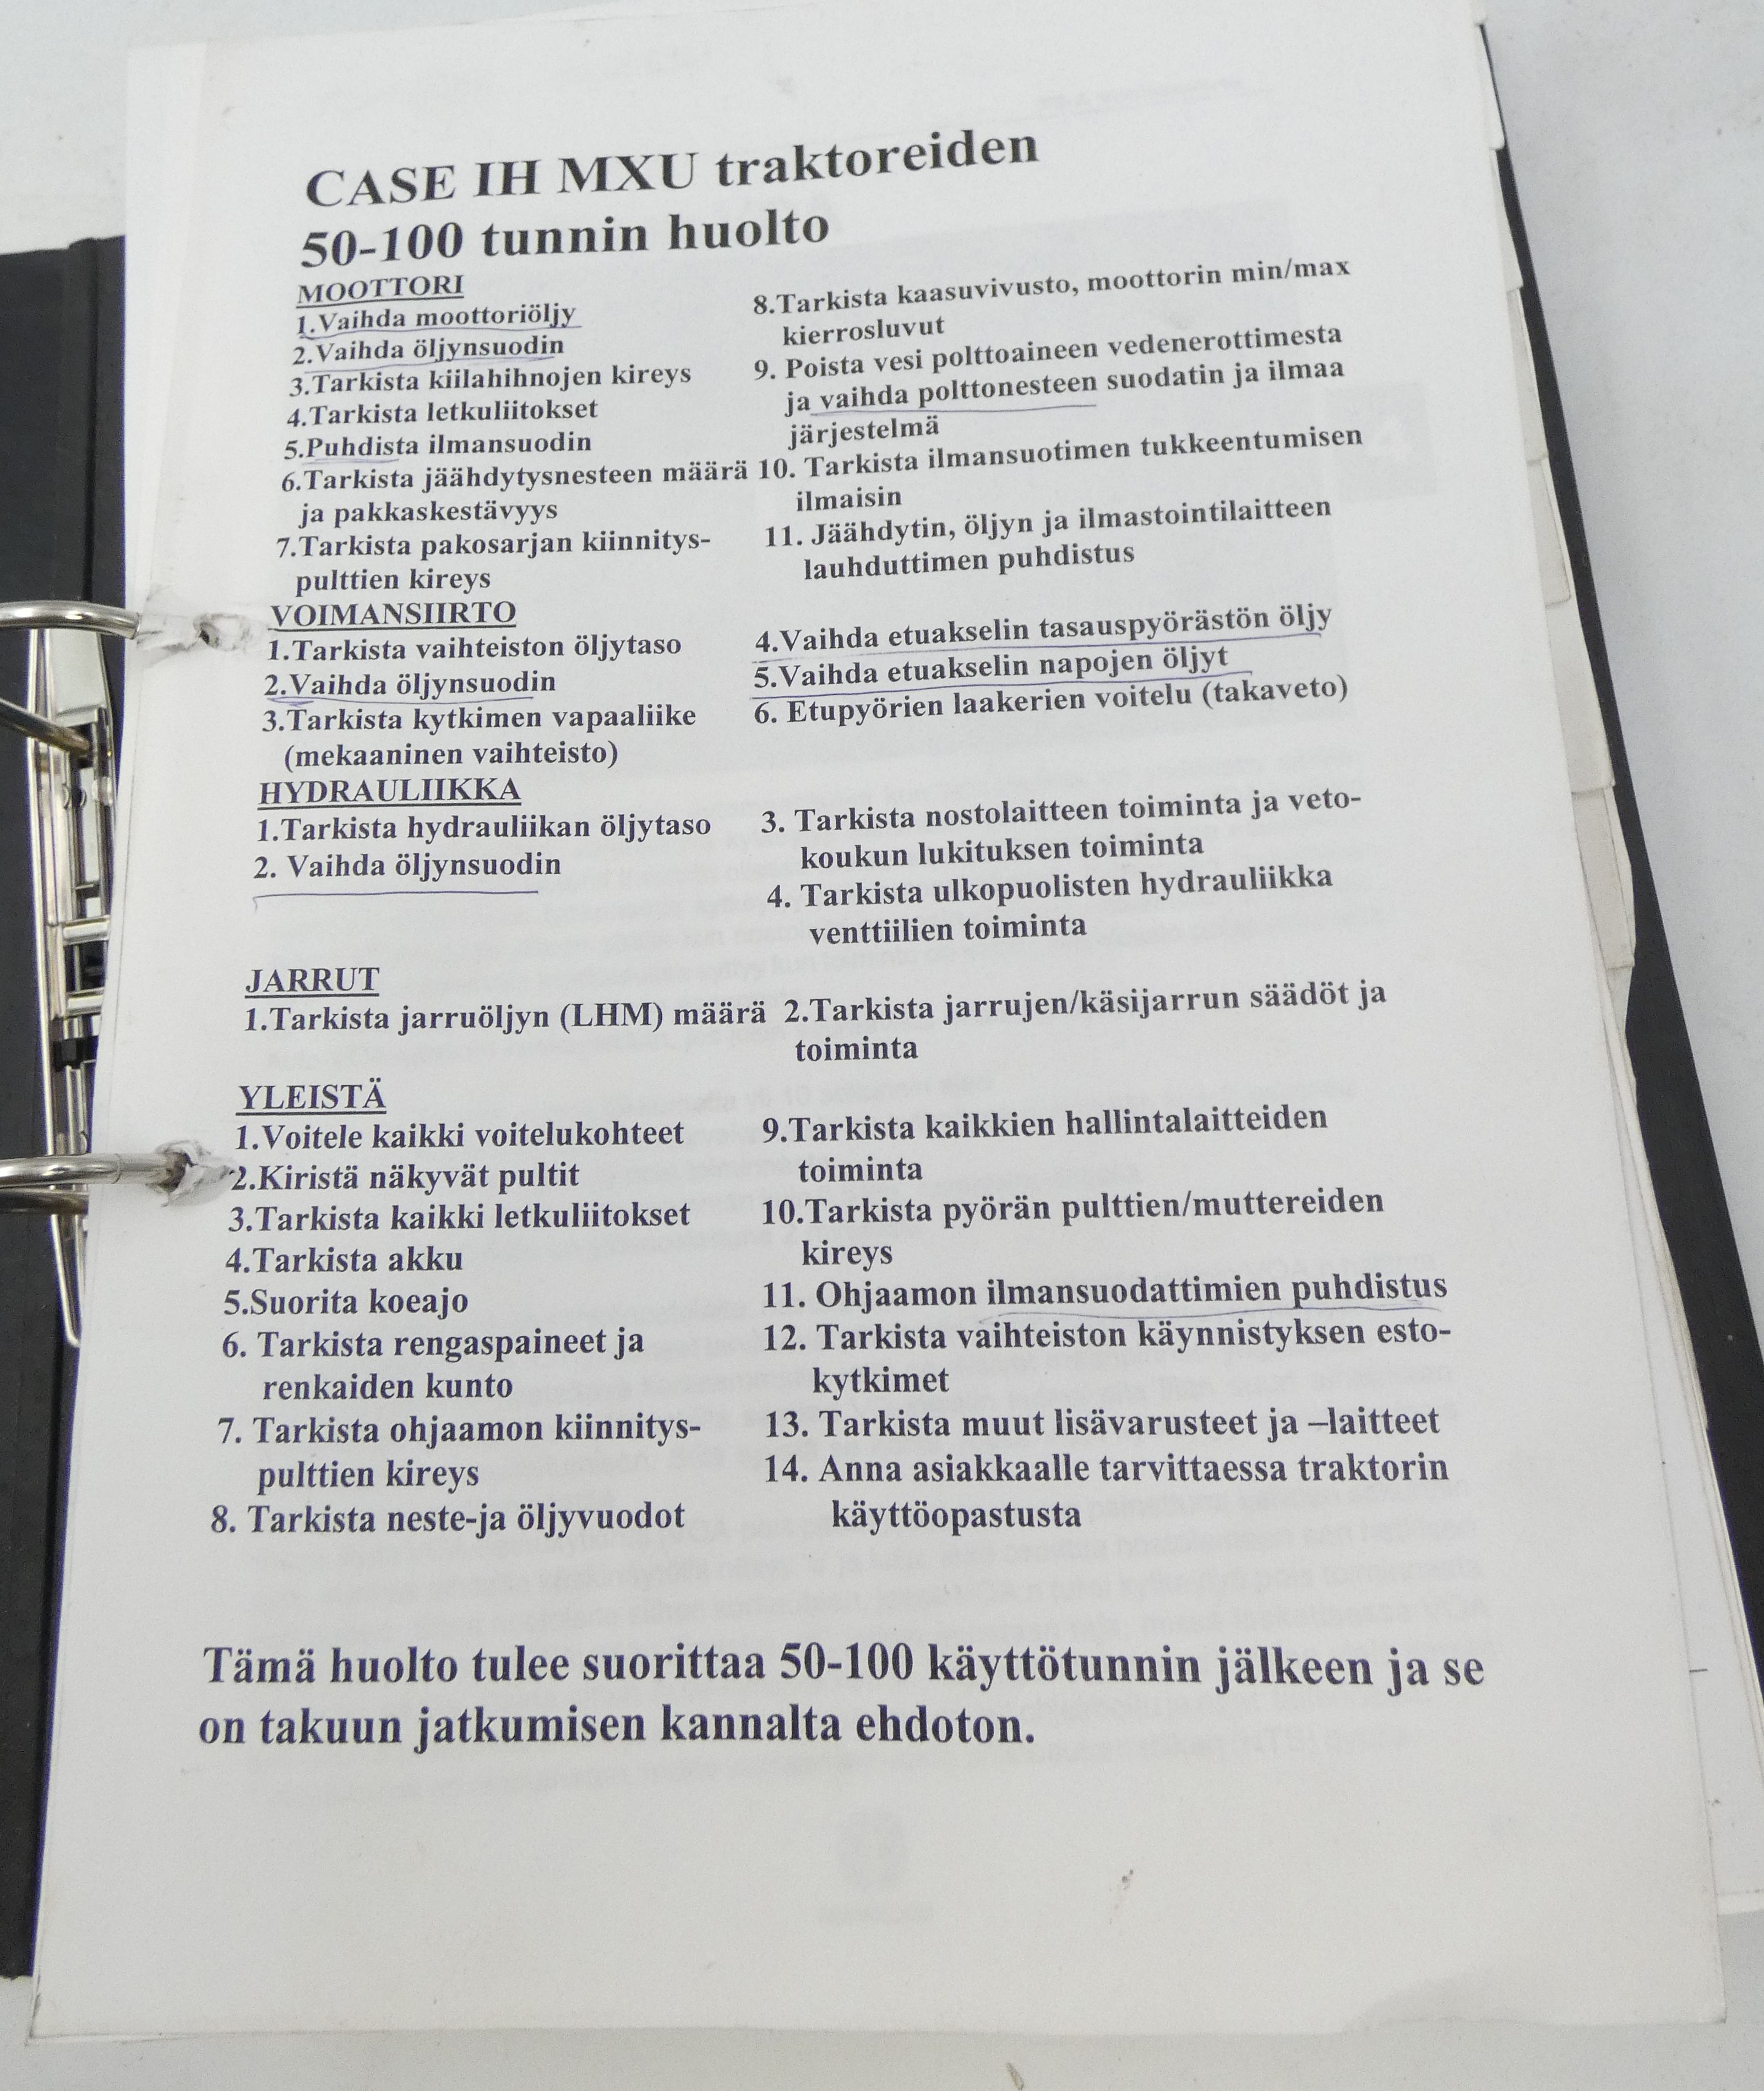 CASE IH MXU traktoreiden
50-100 tunnin huolto
MOOTTORI
1.Vaihda moottoriöljy
2.Vaihda öljynsuodin
3.Tarkista kiilahihnojen kireys
4.Tarkista letkuliitokset
5.Puhdista ilmansuodin
6.Tarkista jäähdytysnesteen määrä
ja pakkaskestävyys
7.Tarkista pakosarjan kiinnitys-
pulttien kireys
8.Tarkista kaasuvivusto, moottorin min/max
kierrosluvut
9. Poista vesi polttoaineen vedenerottimesta
ja vaihda polttonesteen suodatin ja ilmaa
järjestelmä
10. Tarkista ilmansuotimen tukkeentumisen
ilmaisin
11. Jäähdytin, öljyn ja ilmastointilaitteen
lauhduttimen puhdistus
VOIMANSIIRTO
1.Tarkista vaihteiston öljytaso
2.Vaihda öljynsuodin
3.Tarkista kytkimen vapaaliike
(mekaaninen vaihteisto)
4.Vaihda etuakselin tasauspyörästön öljy
5.Vaihda etuakselin napojen öljyt
6. Etupyörien laakerien voitelu (takaveto)
HYDRAULIIKKA
1.Tarkista hydrauliikan öljytaso
2. Vaihda öljynsuodin
3. Tarkista nostolaitteen toiminta ja veto-
koukun lukituksen toiminta
4. Tarkista ulkopuolisten hydrauliikka
venttiilien toiminta
JARRUT
1.Tarkista jarruöljyn (LHM) määrä
2.Tarkista jarrujen/käsijarrun säädöt ja
toiminta
YLEISTÄ
1.Voitele kaikki voitelukohteet
2.Kiristä näkyvät pultit
3.Tarkista kaikki letkuliitokset
4.Tarkista akku
5.Suorita koeajo
6. Tarkista rengaspaineet ja
renkaiden kunto
7. Tarkista ohjaamon kiinnitys-
pulttien kireys
8. Tarkista neste-ja öljyvuodot
9.Tarkista kaikkien hallintalaitteiden
toiminta
10.Tarkista pyörän pulttien/muttereiden
kireys
11. Ohjaamon ilmansuodattimien puhdistus
12. Tarkista vaihteiston käynnistyksen esto-
kytkimet
13. Tarkista muut lisävarusteet ja –laitteet
14. Anna asiakkaalle tarvittaessa traktorin
käyttöopastusta
Tämä huolto tulee suorittaa 50-100 käyttötunnin jälkeen ja se
on takuun jatkumisen kannalta ehdoton.